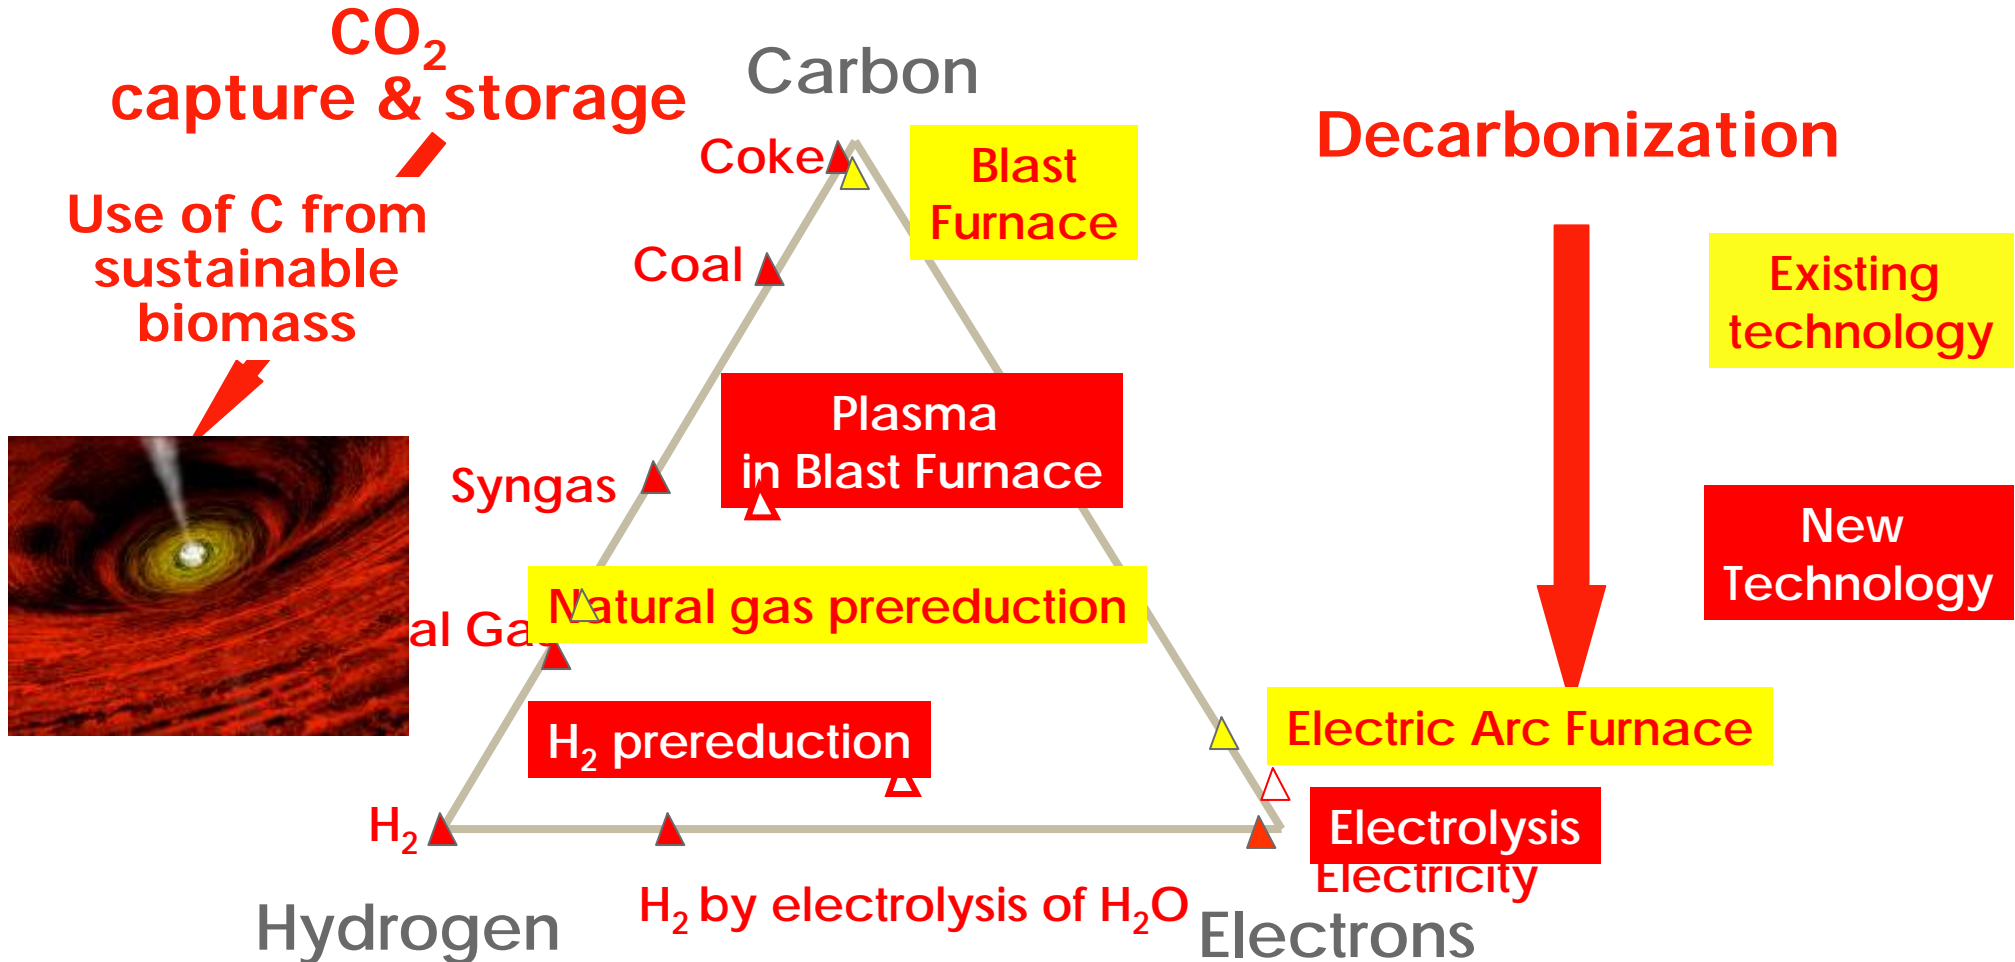 CO₂
capture & storage
Carbon
Decarbonization
Coke
Blast
Furnace
Use of C from
sustainable
biomass
Coal
Existing
technology
Plasma
in Blast Furnace
Syngas
New
Technology
Natural gas prereduction
al Gas
H₂ prereduction
Electric Arc Furnace
H₂
Electrolysis
Electricity
H₂ by electrolysis of H₂O
Hydrogen
Electrons